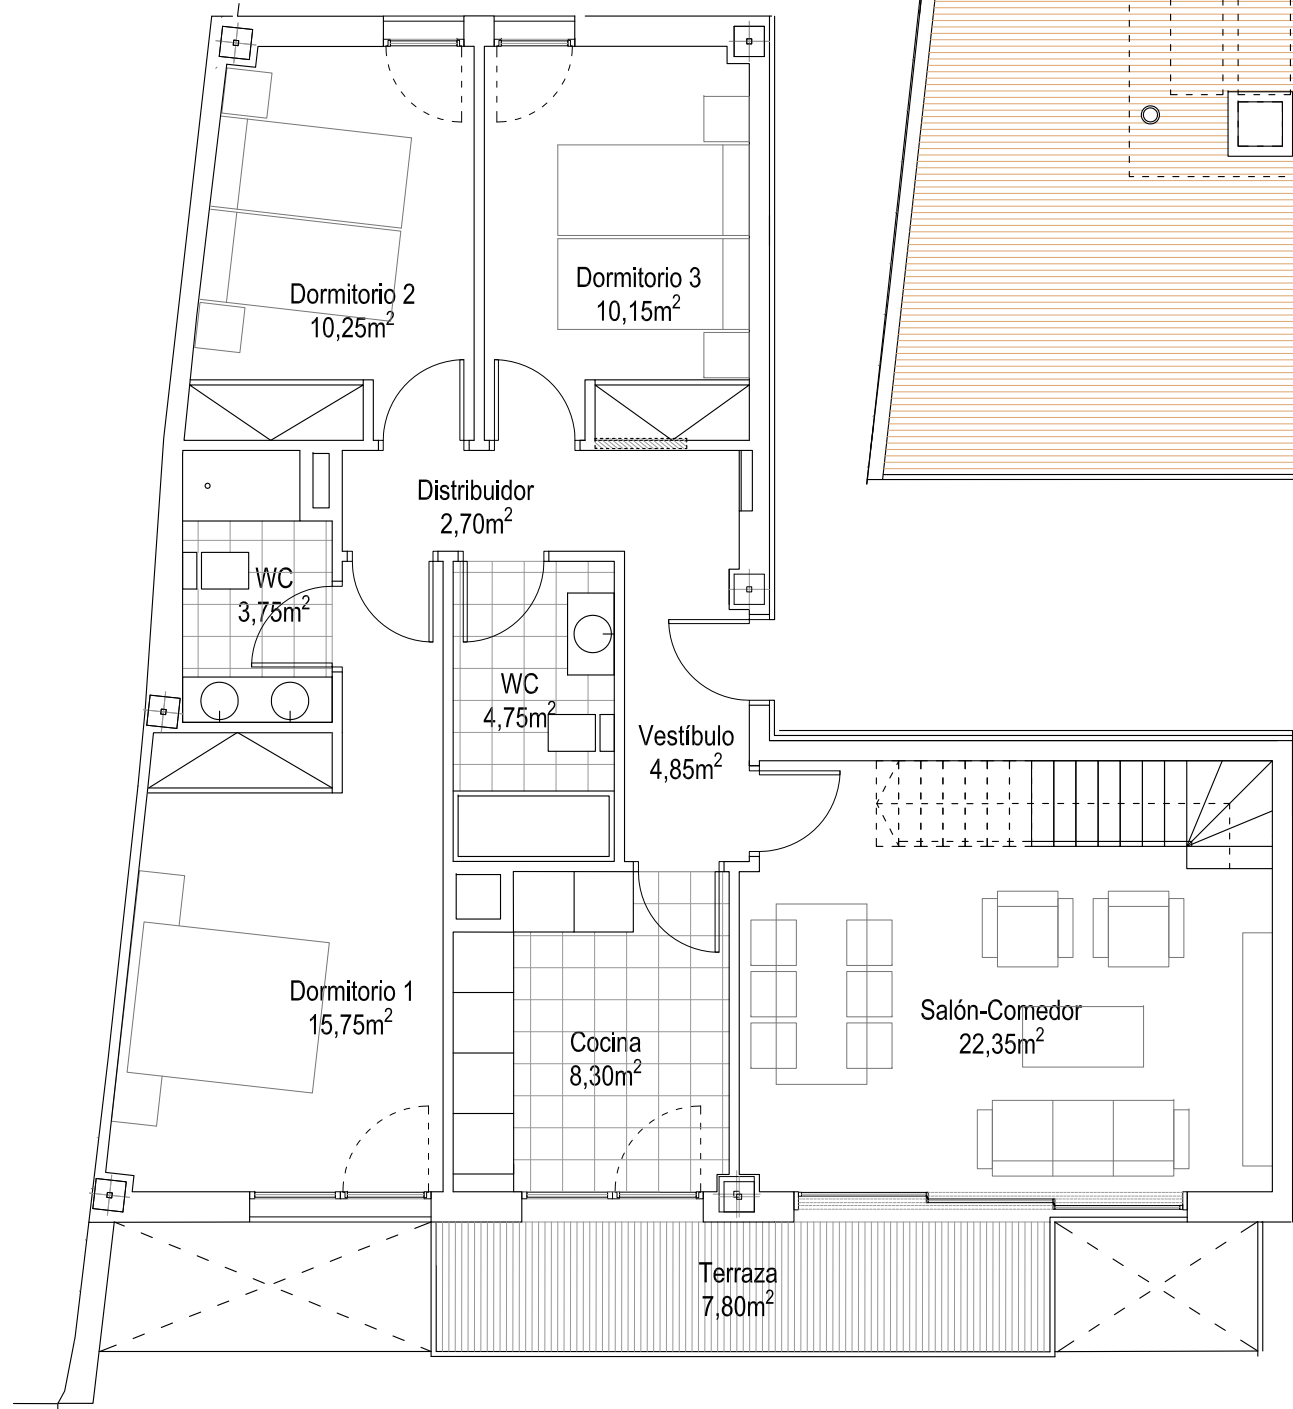 Dormitorio 3
10,15m²
Dormitorio 2
10,25m²
Distribuidor
2,70m²
WC
3,75m²
WC
4,75m²
Vestíbulo
4,85m²
Dormitorio 1
15,75m²
Salón-Comedor
22,35m²
Cocina
8,30m²
Terraza
7,80m²